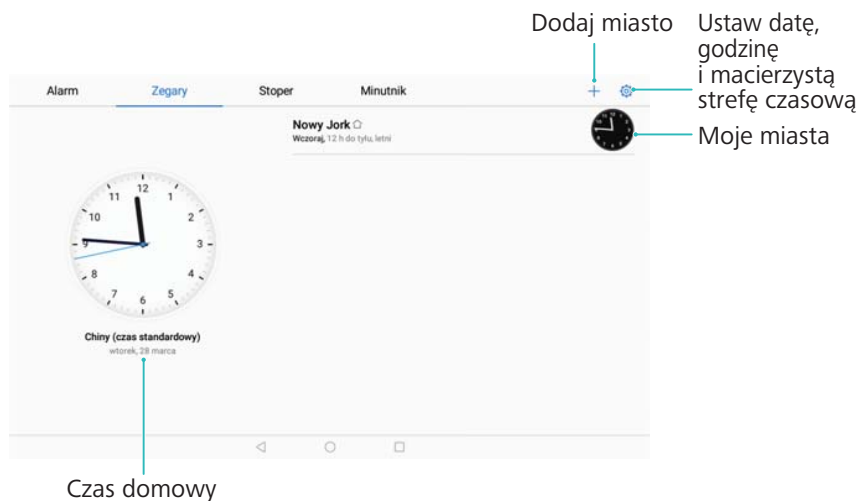 Dodaj miasto
Ustaw datę,
godzinę
i macierzystą
strefę czasową
Alarm
Zegary
Stoper
Minutnik
Nowy Jork
Wczoraj, 12 h do tyłu, letni
Moje miasta
12
1
2
3
4
5
6
7
8
9
10
11
Chiny (czas standardowy)
wtorek, 28 marca
Czas domowy